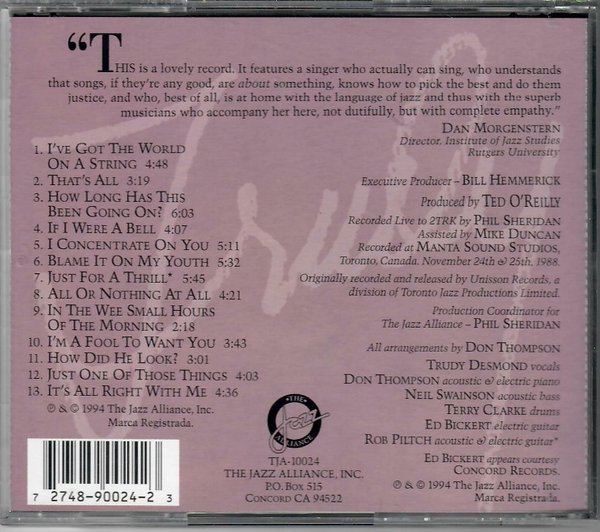 “THIS is a lovely record. It features a singer who actually can sing, who understands
that songs, if they're any good, are about something, knows how to pick the best and do them
justice, and who, best of all, is at home with the language of jazz and thus with the superb
musicians who accompany her here, not dutifully, but with complete empathy.”
DAN MORGENSTERN
Director, Institute of Jazz Studies
Rutgers University
1. I'VE GOT THE WORLD
ON A STRING 4:48
2. THAT'S ALL 3:19
3. HOW LONG HAS THIS
BEEN GOING ON? 6:03
4. IF I WERE A BELL 4:07
5. I CONCENTRATE ON YOU 5:11
6. BLAME IT ON MY YOUTH 5:32
7. JUST FOR A THRILL* 5:45
8. ALL OR NOTHING AT ALL 4:21
9. IN THE WEE SMALL HOURS
OF THE MORNING 2:18
10. I'M A FOOL TO WANT YOU 3:43
11. HOW DID HE LOOK? 3:01
12. JUST ONE OF THOSE THINGS 4:03
13. IT'S ALL RIGHT WITH ME 4:36
℗ & © 1994 The Jazz Alliance, Inc.
Marca Registrada.
Executive Producer – BILL HEMMERICK
Produced by TED O'REILLY
Recorded Live to 2TRK by PHIL SHERIDAN
Assisted by MIKE DUNCAN
Recorded at MANTA SOUND STUDIOS,
Toronto, Canada. November 24th & 25th, 1988.
Originally recorded and released by Unisson Records, a
division of Toronto Jazz Productions Limited.
Production Coordinator for
The Jazz Alliance – PHIL SHERIDAN
All arrangements by DON THOMPSON
TRUDY DESMOND vocals
DON THOMPSON acoustic & electric piano
NEIL SWAINSON acoustic bass
TERRY CLARKE drums
ED BICKERT electric guitar
ROB PILTCH acoustic & electric guitar*
ED BICKERT appears courtesy
CONCORD RECORDS.
℗ & © 1994 The Jazz Alliance, Inc.
Marca Registrada.
• THE •
Jazz
ALLIANCE
TJA-10024
THE JAZZ ALLIANCE, INC.
P.O. BOX 515
CONCORD CA 94522
7 2748-90024-2 3